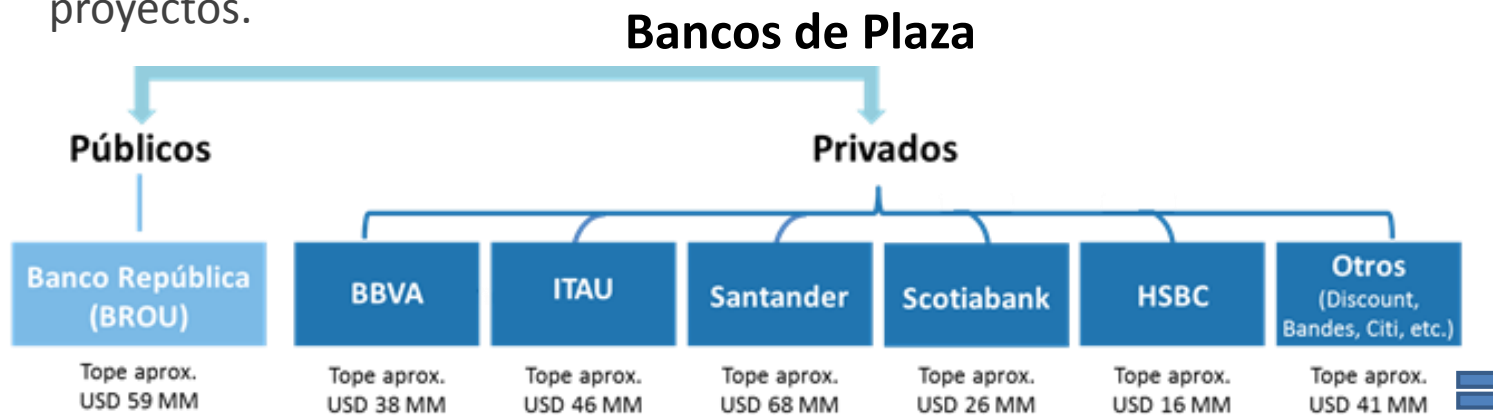 proyectos.
Bancos de Plaza
Públicos
Privados
Banco República
(BROU)
BBVA
ITAU
Santander
Scotiabank
HSBC
Otros
(Discount,
Bandes, Citi, etc.)
Tope aprox.
USD 59 MM
Tope aprox.
USD 38 MM
Tope aprox.
USD 46 MM
Tope aprox.
USD 68 MM
Tope aprox.
USD 26 MM
Tope aprox.
USD 16 MM
Tope aprox.
USD 41 MM